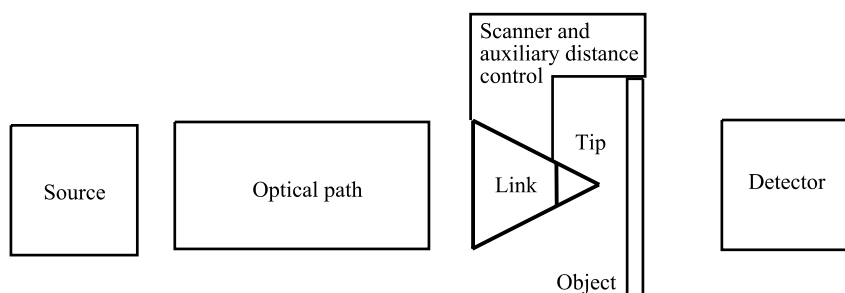 Scanner and
auxiliary distance
control
Source
Optical path
Link
Tip
Detector
Object